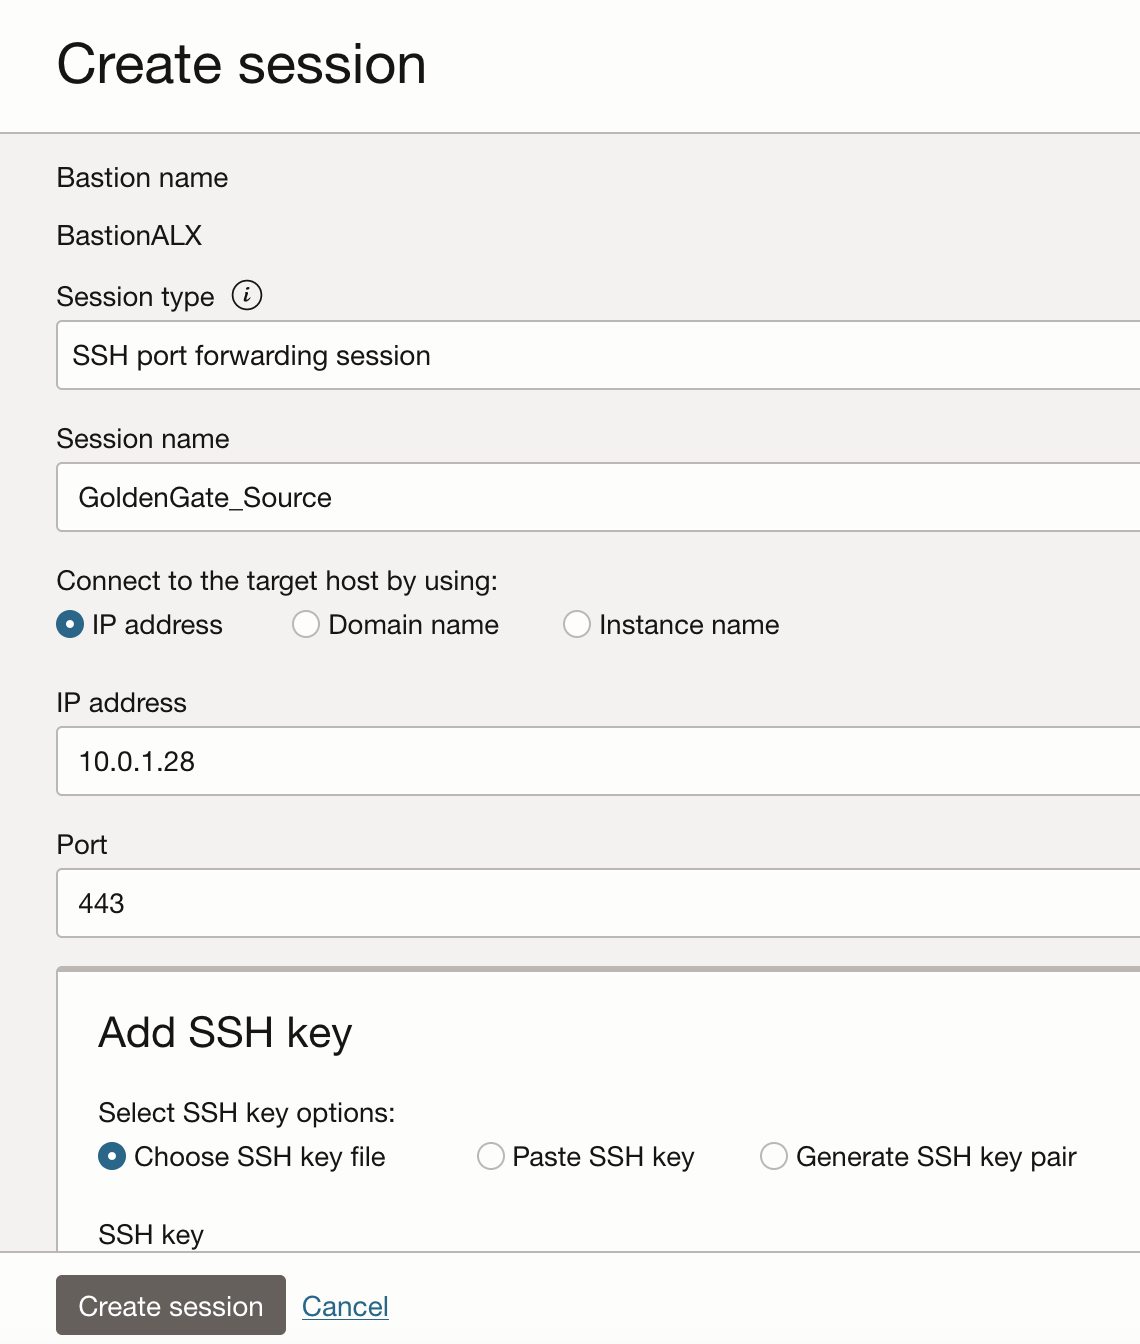 Create session
Bastion name
BastionALX
Session type i
SSH port forwarding session
Session name
GoldenGate_Source
Connect to the target host by using:
IP address Domain name Instance name
IP address
10.0.1.28
Port
443
Add SSH key
Select SSH key options:
Choose SSH key file Paste SSH key Generate SSH key pair
SSH key
Create session Cancel